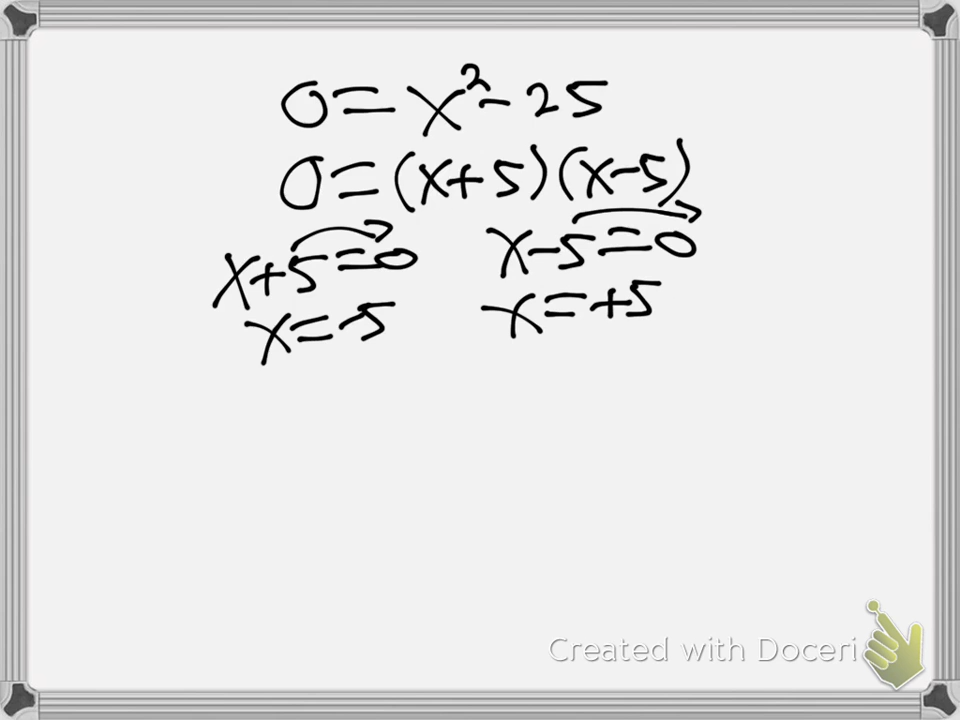 0=x²-25
0=(x+5)(x-5)
x+5=0 x-5=0
x=-5 x=+5
Created with Doceri